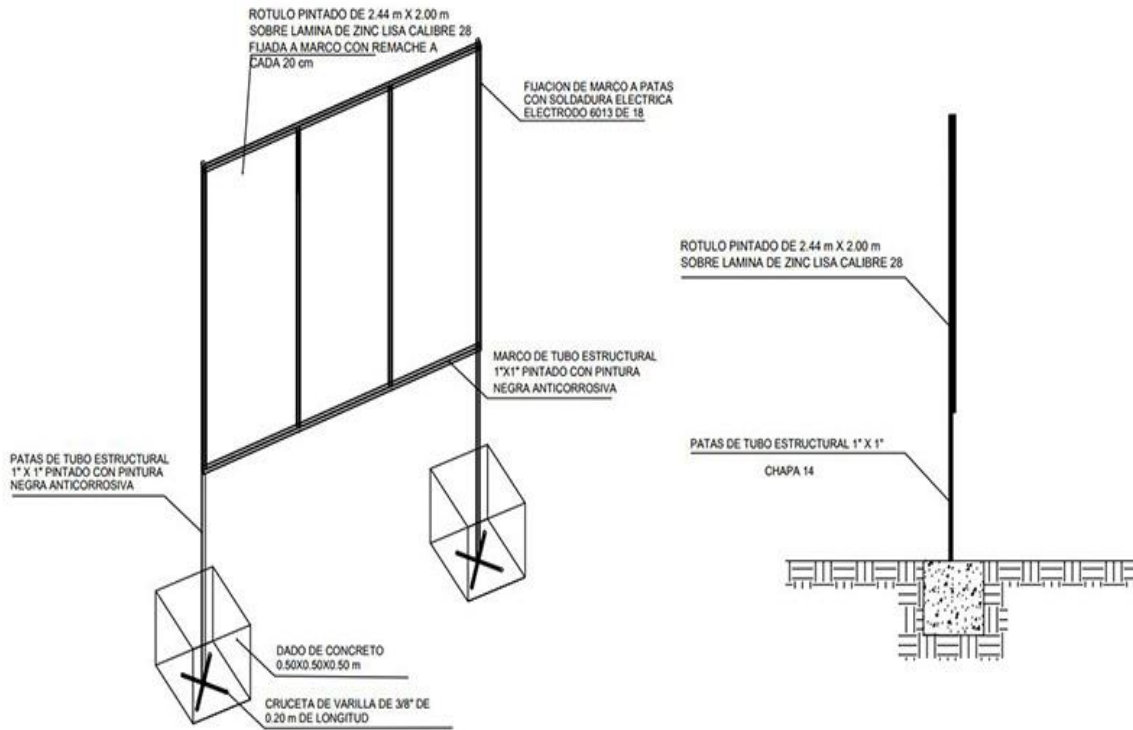 ROTULO PINTADO DE 2.44 m X 2.00 m
SOBRE LAMINA DE ZINC LISA CALIBRE 28
FIJADA A MARCO CON REMACHE A
CADA 20 cm
FIJACION DE MARCO A PATAS
CON SOLDADURA ELECTRICA
ELECTRODO 6013 DE 18
MARCO DE TUBO ESTRUCTURAL
1"X1" PINTADO CON PINTURA
NEGRA ANTICORROSIVA
PATAS DE TUBO ESTRUCTURAL
1" X 1" PINTADO CON PINTURA
NEGRA ANTICORROSIVA
DADO DE CONCRETO
0.50X0.50X0.50 m
CRUCETA DE VARILLA DE 3/8" DE
0.20 m DE LONGITUD
ROTULO PINTADO DE 2.44 m X 2.00 m
SOBRE LAMINA DE ZINC LISA CALIBRE 28
PATAS DE TUBO ESTRUCTURAL 1" X 1"
CHAPA 14